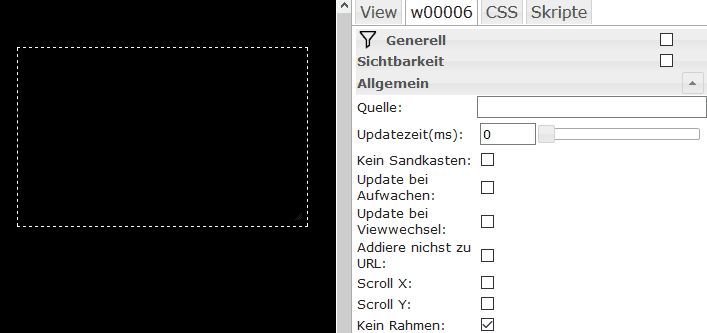 View w00006 CSS Skripte
Generell
Sichtbarkeit
Allgemein
Quelle:
Updatezeit(ms): 0
Kein Sandkasten:
Update bei
Aufwachen:
Update bei
Viewwechsel:
Addiere nichst zu
URL:
Scroll X:
Scroll Y:
Kein Rahmen: